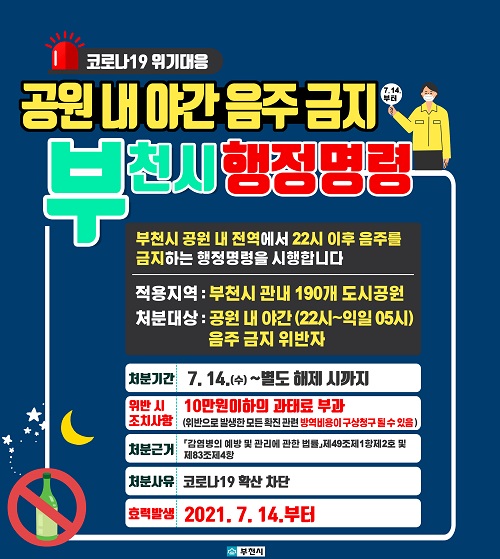 코로나19 위기대응
공원 내 야간 음주 금지
7. 14.
부터
부천시 행정명령
부천시 공원 내 전역에서 22시 이후 음주를
금지하는 행정명령을 시행합니다
적용지역 : 부천시 관내 190개 도시공원
처분대상 : 공원 내 야간 (22시~익일 05시)
음주 금지 위반자
처분기간 7. 14.(수) ~별도 해제 시까지
위반 시
조치사항
10만원이하의 과태료 부과
(위반으로 발생한 모든 확진 관련 방역비용이 구상청구 될 수 있음)
처분근거
「감염병의 예방 및 관리에 관한 법률」제49조제1항제2호 및
제83조제4항
처분사유 코로나19 확산 차단
효력발생 2021. 7. 14.부터
부천시